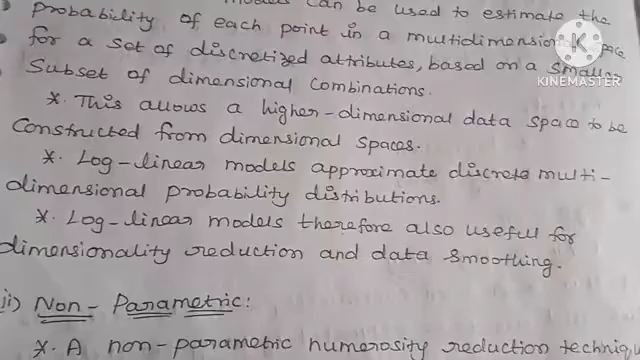 models can be used to estimate the
probability of each point in a multidimensional space
for a set of discretized attributes, based on a smaller
Subset of dimensional Combinations.
*. This allows a higher-dimensional data space to be
Constructed from dimensional spaces.
*. Log-linear models approximate discrete multi-
dimensional probability distributions.
*. Log-linear models therefore also useful for
dimensionality reduction and data smoothing.
ii) Non-Parametric:
*. A non-parametric numerosity reduction techniqu
KINEMASTER